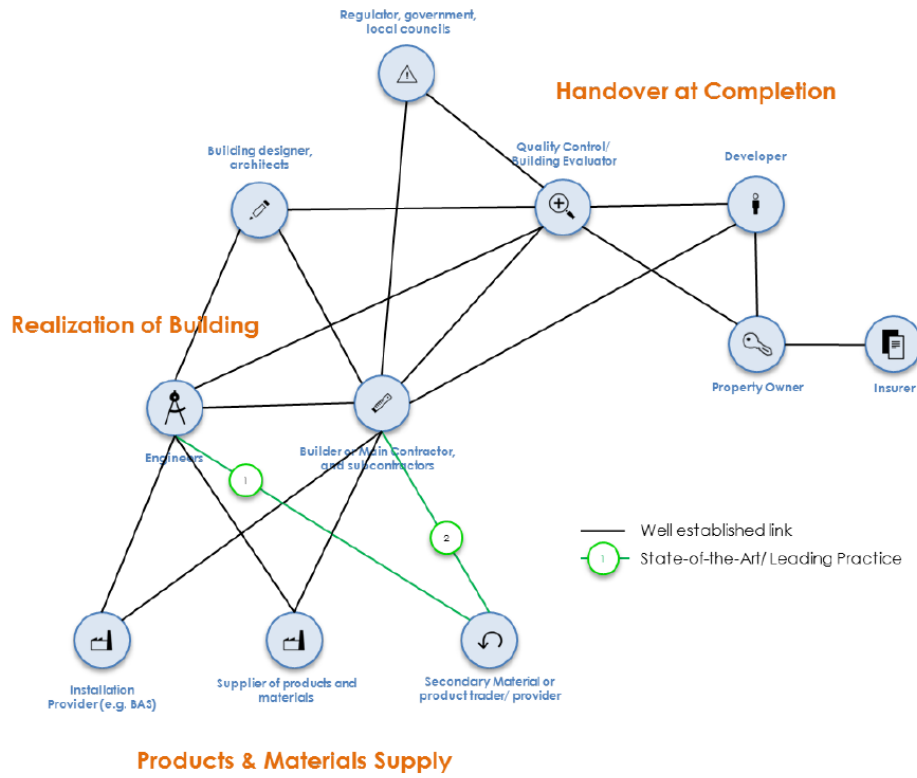 Regulator, government,
local councils
Handover at Completion
Building designer,
architects
Quality Control/
Building Evaluator
Developer
Realization of Building
Property Owner
Insurer
Engineers
Builder or Main Contractor,
and subcontractors
1
2
Well established link
1
State-of-the-Art/ Leading Practice
Installation
Provider (e.g. BAS)
Supplier of products and
materials
Secondary Material or
product trader/ provider
Products & Materials Supply